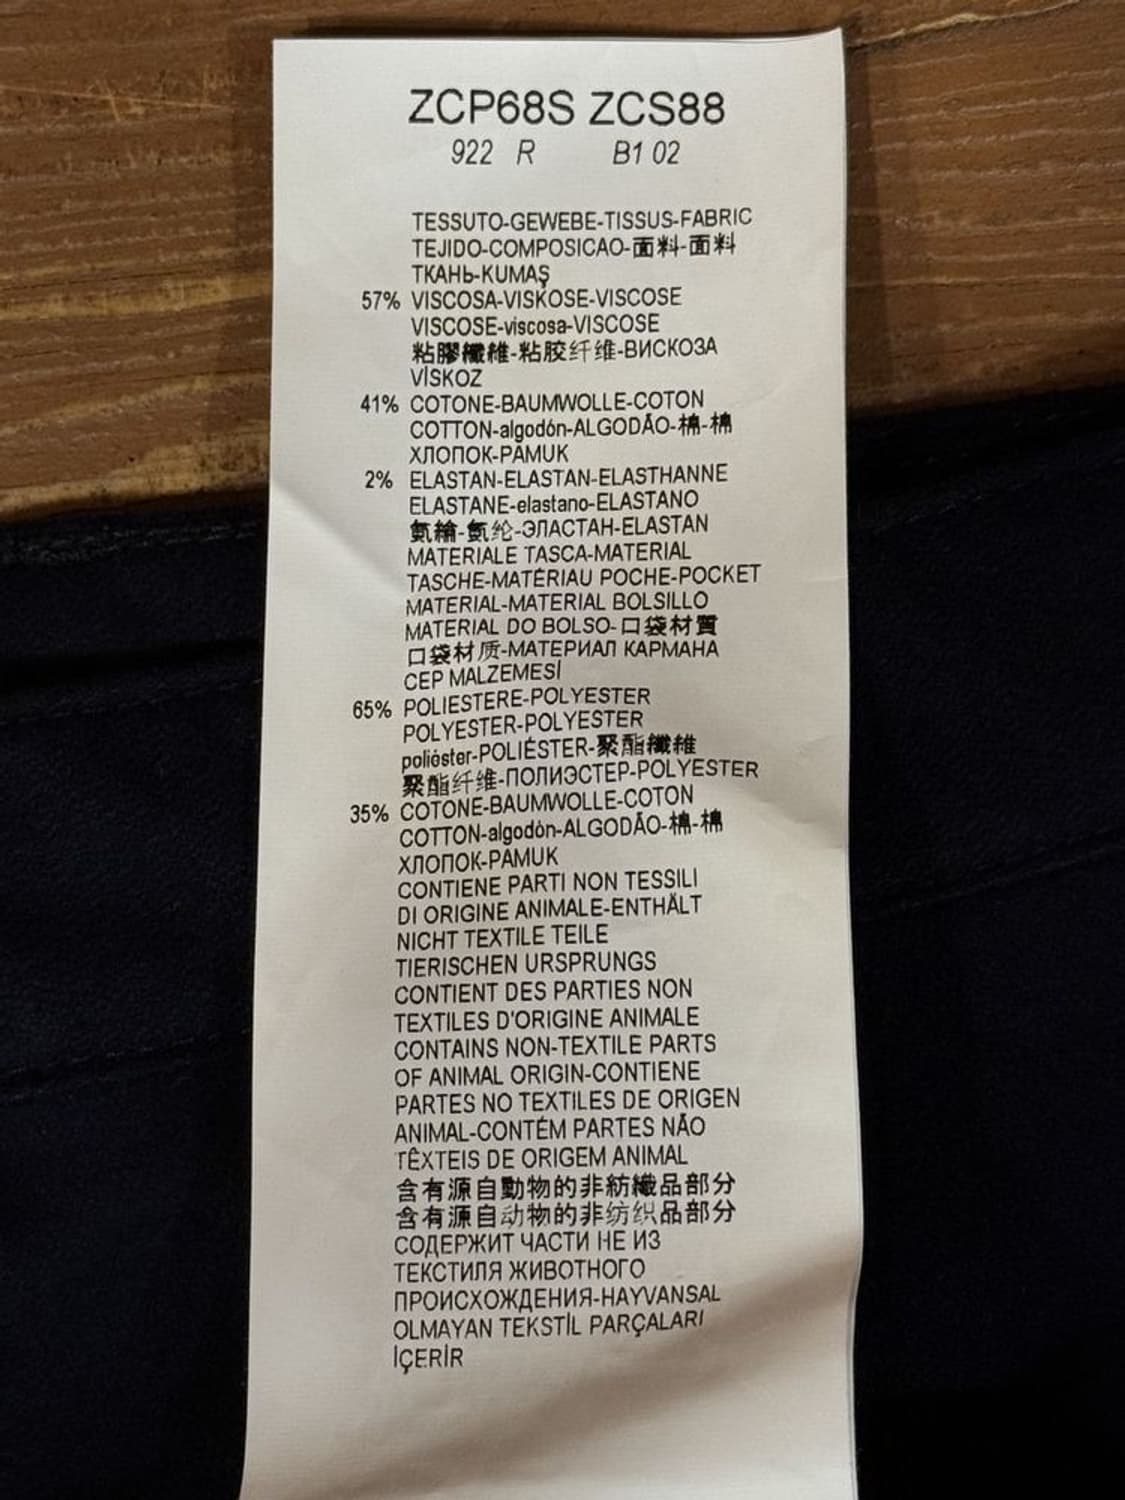 ZCP68S ZCS88
922 R B1 02
TESSUTO-GEWEBE-TISSUS-FABRIC
TEJIDO-COMPOSICAO-面料-面料
ТКАНЬ-KUMAŞ
57% VISCOSA-VISKOSE-VISCOSE
VISCOSE-viscosa-VISCOSE
粘膠纖維-粘胶纤维-ВИСКОЗА
VİSKOZ
41% COTONE-BAUMWOLLE-COTON
COTTON-algodón-ALGODÃO-棉-棉
ХЛОПОК-PAMUK
2% ELASTAN-ELASTAN-ELASTHANNE
ELASTANE-elastano-ELASTANO
氨綸-氨纶-ЭЛАСТАН-ELASTAN
MATERIALE TASCA-MATERIAL
TASCHE-MATÉRIAU POCHE-POCKET
MATERIAL-MATERIAL BOLSILLO
MATERIAL DO BOLSO-口袋材質
口袋材质-МАТЕРИАЛ КАРМАНА
CEP MALZEMESİ
65% POLIESTERE-POLYESTER
POLYESTER-POLYESTER
poliéster-POLIÉSTER-聚酯纖維
聚酯纤维-ПОЛИЭСТЕР-POLYESTER
35% COTONE-BAUMWOLLE-COTON
COTTON-algodón-ALGODÃO-棉-棉
ХЛОПОК-PAMUK
CONTIENE PARTI NON TESSILI
DI ORIGINE ANIMALE-ENTHÄLT
NICHT TEXTILE TEILE
TIERISCHEN URSPRUNGS
CONTIENT DES PARTIES NON
TEXTILES D'ORIGINE ANIMALE
CONTAINS NON-TEXTILE PARTS
OF ANIMAL ORIGIN-CONTIENE
PARTES NO TEXTILES DE ORIGEN
ANIMAL-CONTÉM PARTES NÃO
TÊXTEIS DE ORIGEM ANIMAL
含有源自動物的非紡織品部分
含有源自动物的非纺织品部分
СОДЕРЖИТ ЧАСТИ НЕ ИЗ
ТЕКСТИЛЯ ЖИВОТНОГО
ПРОИСХОЖДЕНИЯ-HAYVANSAL
OLMAYAN TEKSTİL PARÇALARI
İÇERİR